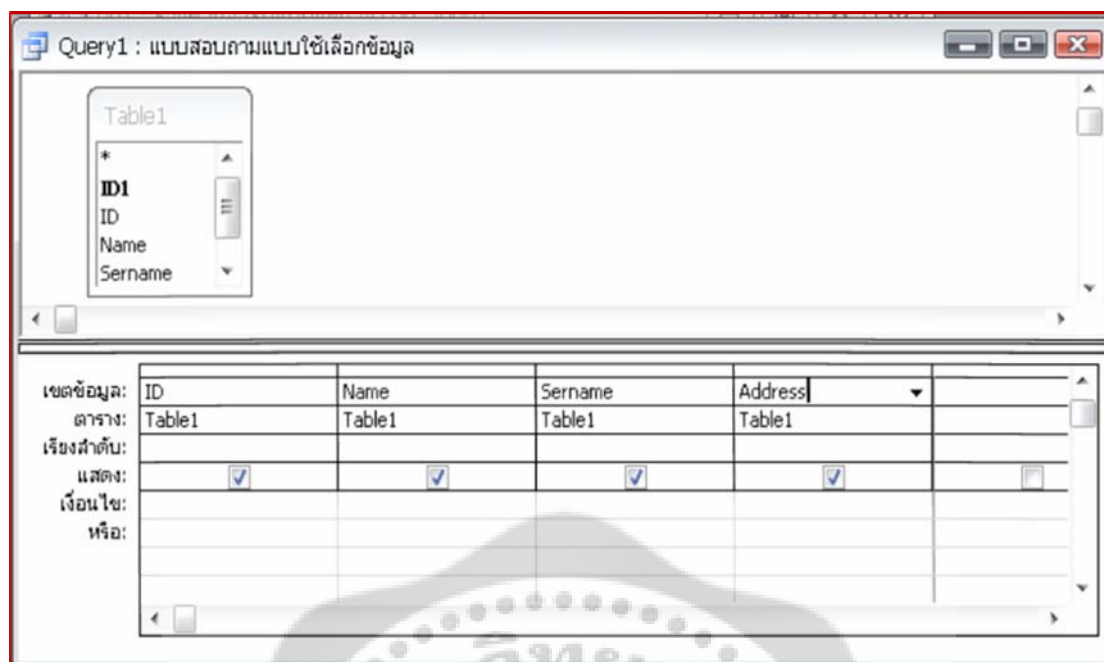 Query1 : แบบสอบถามแบบใช้เลือกข้อมูล
Table1
*
ID1
ID
Name
Sername
เขตข้อมูล: ID Name Sername Address
ตาราง: Table1 Table1 Table1 Table1
เรียงลำดับ:
แสดง:
เงื่อนไข:
หรือ: